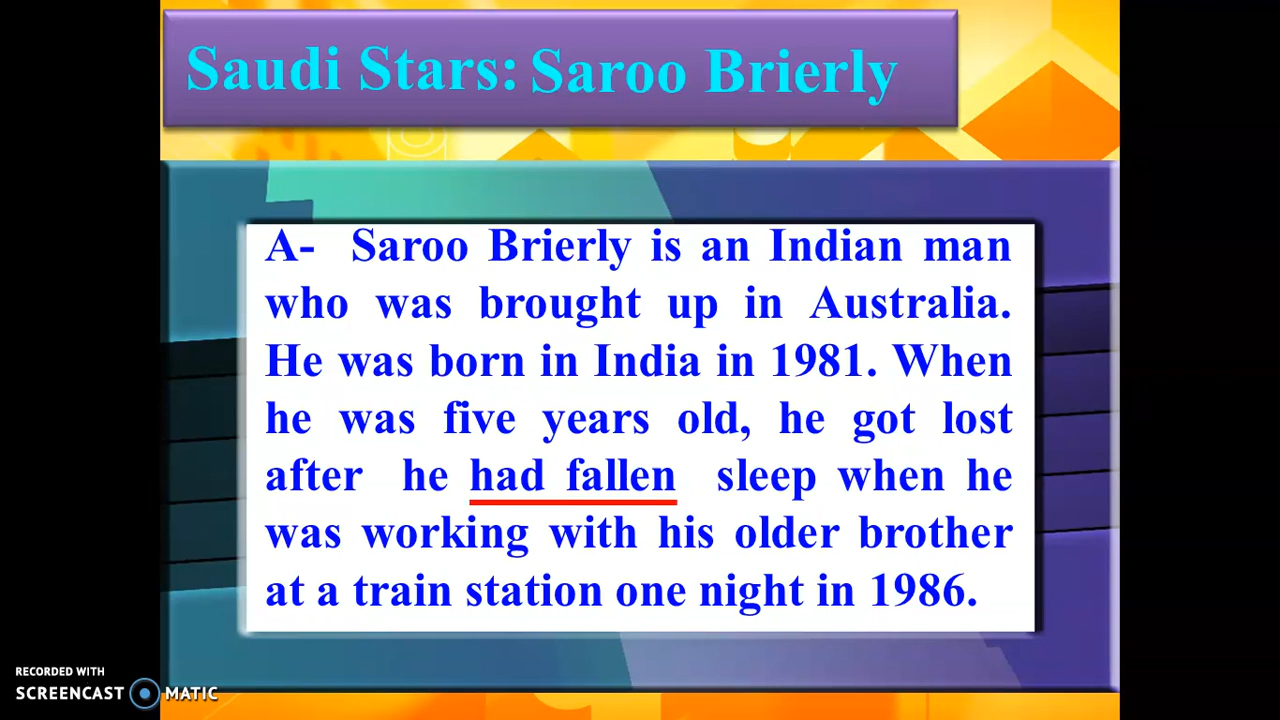 Saudi Stars: Saroo Brierly
A- Saroo Brierly is an Indian man
who was brought up in Australia.
He was born in India in 1981. When
he was five years old, he got lost
after he had fallen sleep when he
was working with his older brother
at a train station one night in 1986.
RECORDED WITH
SCREENCAST MATIC